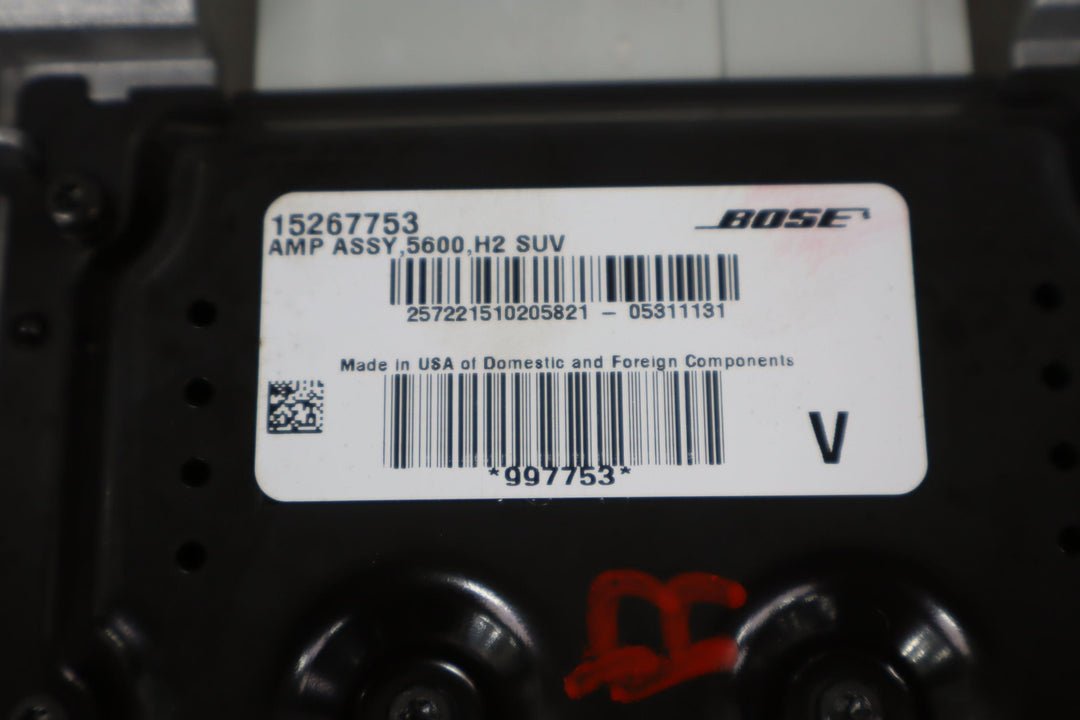 15267753
BOSE
AMP ASSY,5600,H2 SUV
257221510205821 - 05311131
Made in USA of Domestic and Foreign Components
V
*997753*